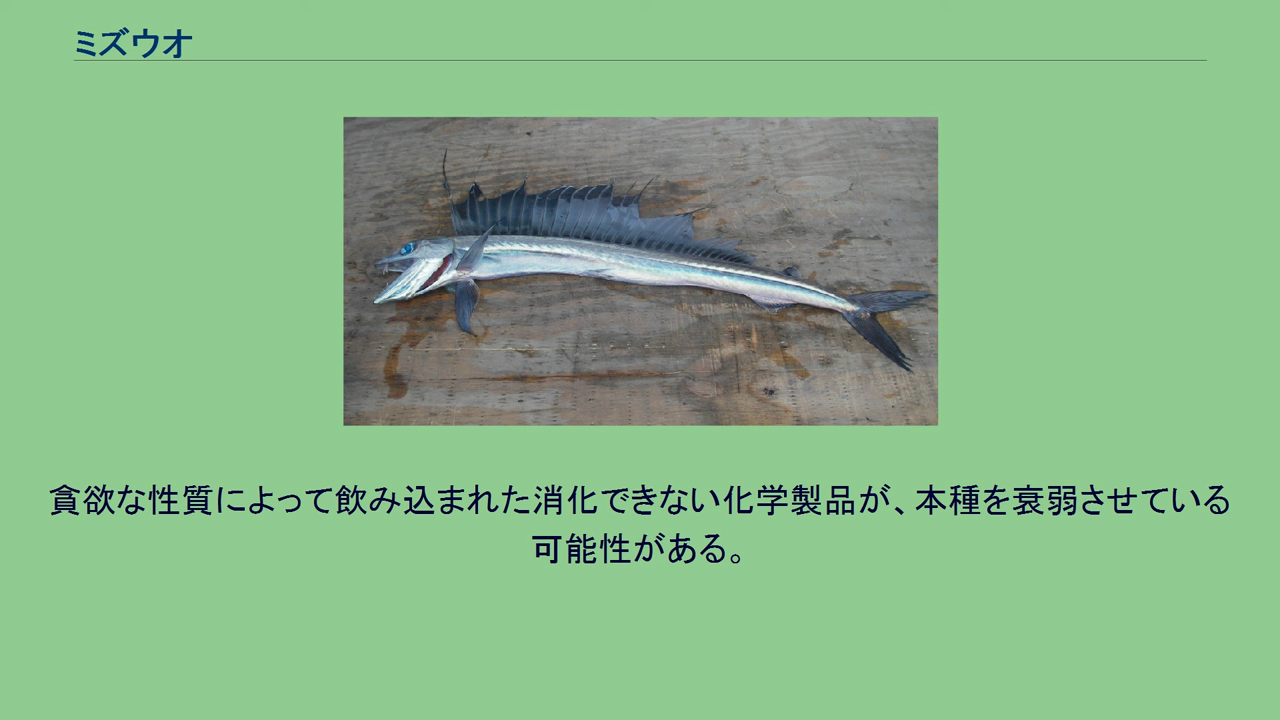 ミズウオ
貪欲な性質によって飲み込まれた消化できない化学製品が、本種を衰弱させている
可能性がある。